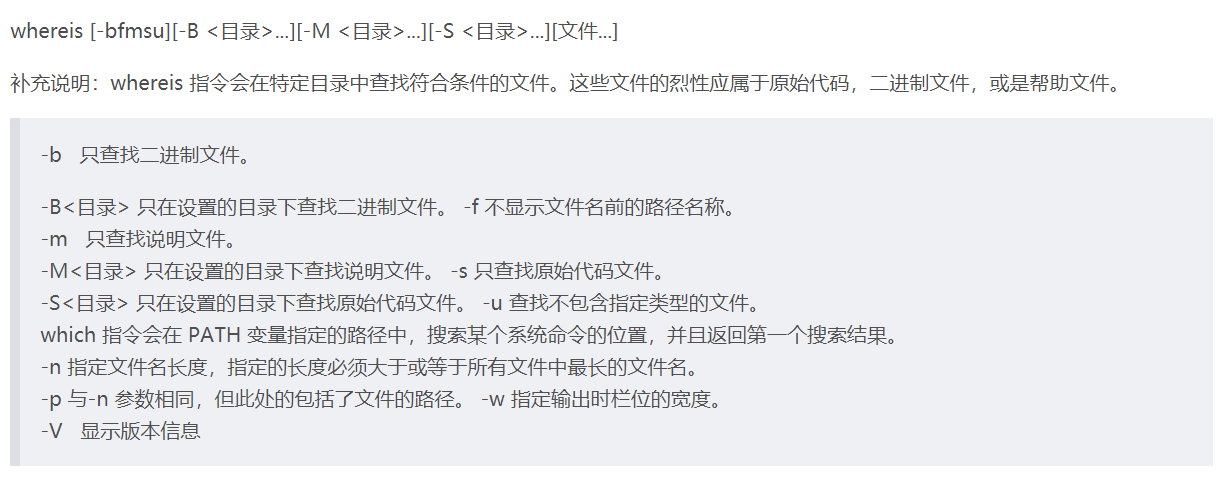 whereis [-bfmsu][-B <目录>...][-M <目录>...][-S <目录>...][文件...]
补充说明：whereis 指令会在特定目录中查找符合条件的文件。这些文件的烈性应属于原始代码，二进制文件，或是帮助文件。
-b 只查找二进制文件。
-B<目录> 只在设置的目录下查找二进制文件。 -f 不显示文件名前的路径名称。
-m 只查找说明文件。
-M<目录> 只在设置的目录下查找说明文件。 -s 只查找原始代码文件。
-S<目录> 只在设置的目录下查找原始代码文件。 -u 查找不包含指定类型的文件。
which 指令会在 PATH 变量指定的路径中，搜索某个系统命令的位置，并且返回第一个搜索结果。
-n 指定文件名长度，指定的长度必须大于或等于所有文件中最长的文件名。
-p 与-n 参数相同，但此处的包括了文件的路径。 -w 指定输出时栏位的宽度。
-V 显示版本信息